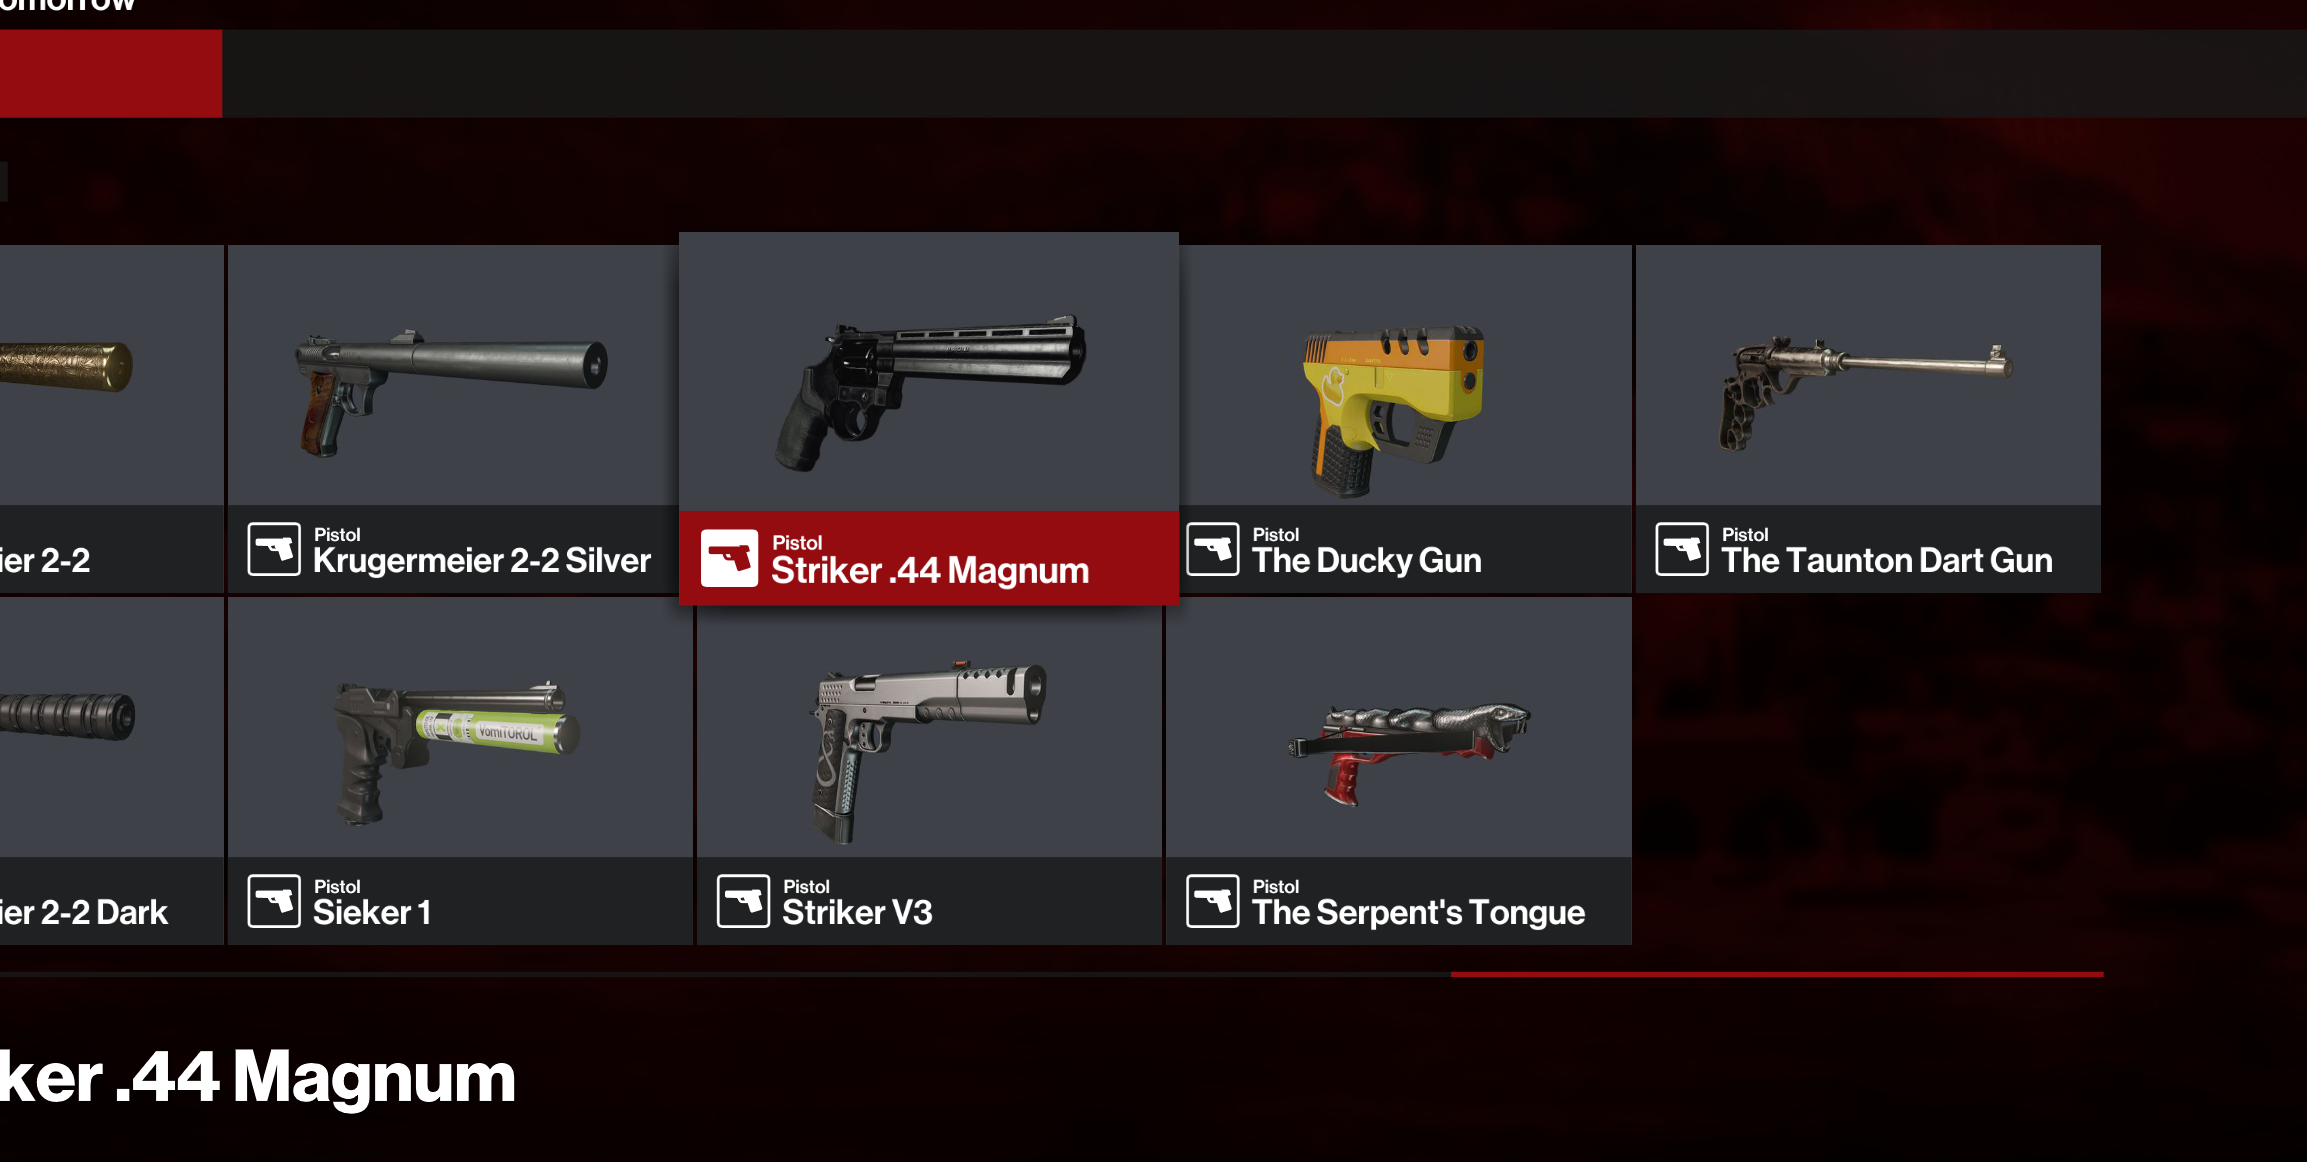 omorrow
ier 2-2
Pistol
Krugermeier 2-2 Silver
Pistol
Striker .44 Magnum
Pistol
The Ducky Gun
Pistol
The Taunton Dart Gun
VomiTOROL
ier 2-2 Dark
Pistol
Sieker 1
Pistol
Striker V3
Pistol
The Serpent's Tongue
ker .44 Magnum